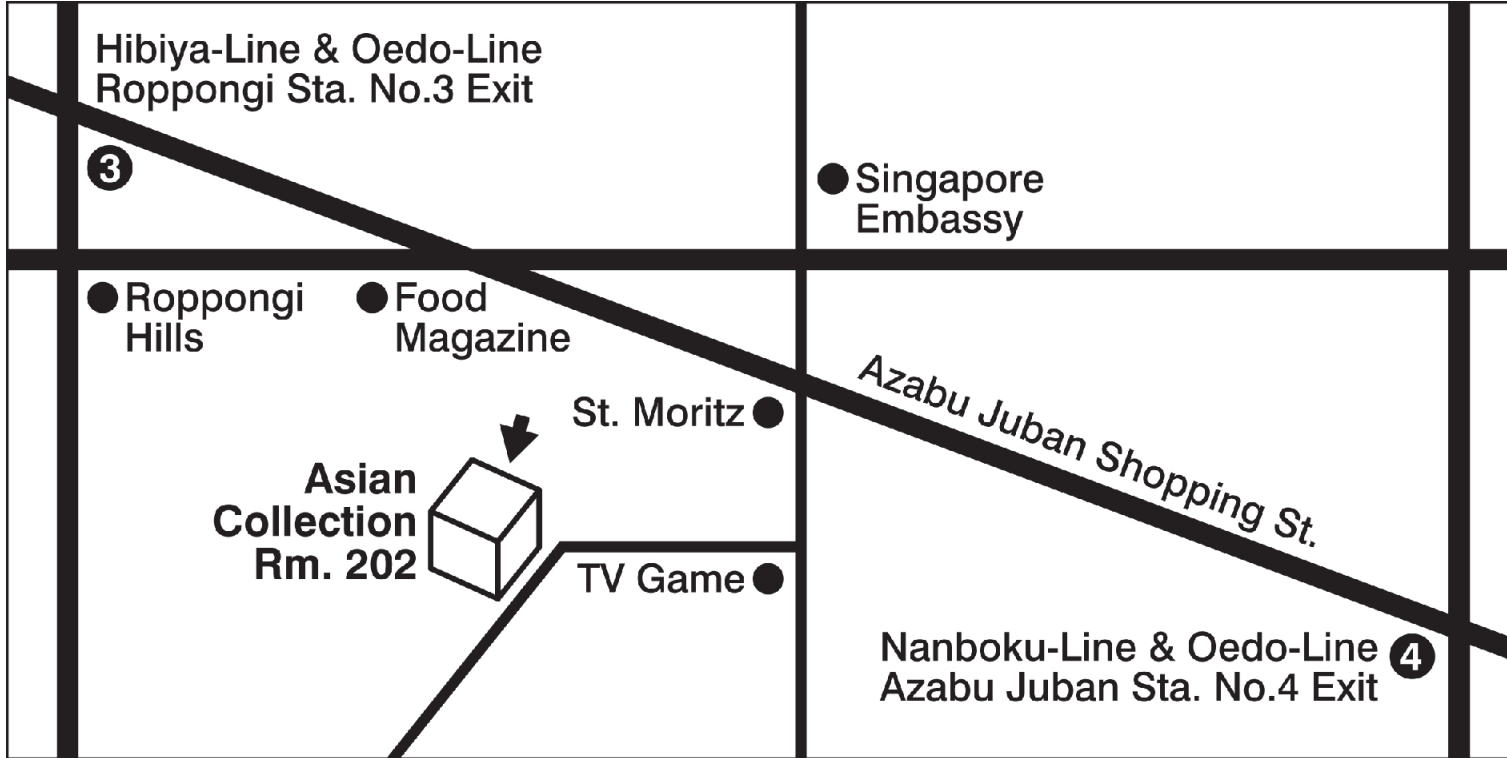 Hibiya-Line & Oedo-Line
Roppongi Sta. No.3 Exit
3
Singapore
Embassy
Roppongi
Hills
Food
Magazine
St. Moritz
Azabu Juban Shopping St.
Asian
Collection
Rm. 202
TV Game
Nanboku-Line & Oedo-Line
Azabu Juban Sta. No.4 Exit
4